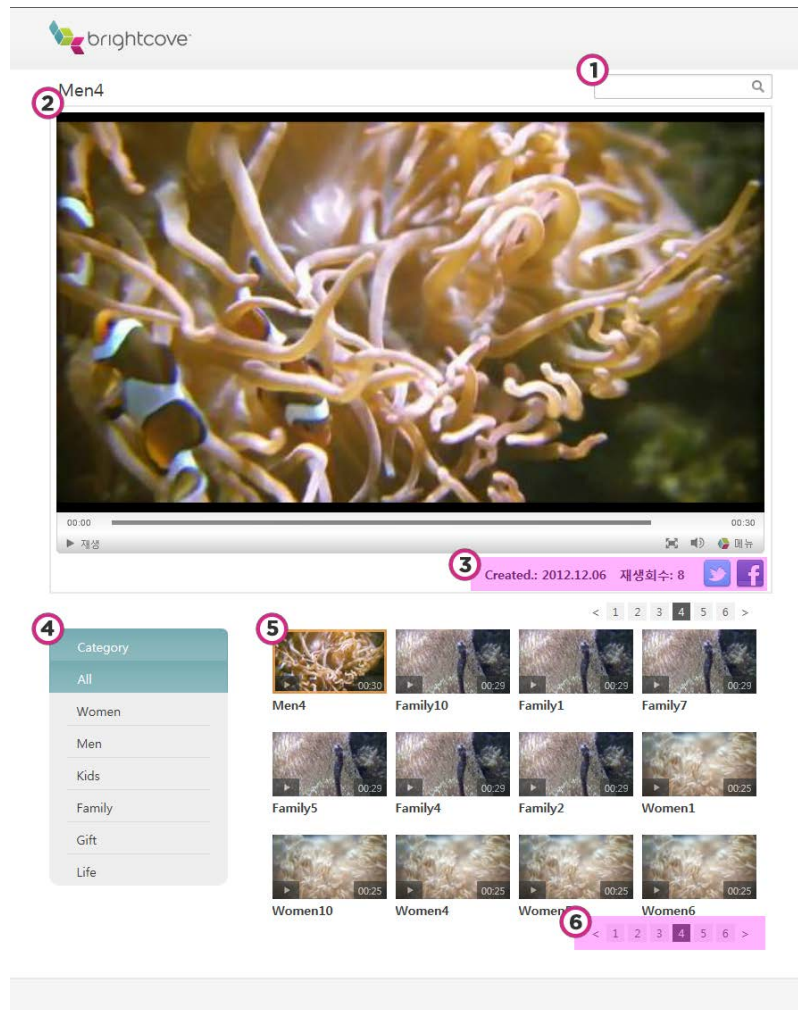 brightcove
1
Men4
2
00:00 00:30
재생 메뉴
3
Created.: 2012.12.06 재생회수: 8
< 1 2 3 4 5 6 >
4
Category
All
Women
Men
Kids
Family
Gift
Life
5
00:30 00:29 00:29 00:29
Men4 Family10 Family1 Family7
00:29 00:29 00:29 00:25
Family5 Family4 Family2 Women1
00:25 00:25 00:25 00:25
Women10 Women4 Women6
6
< 1 2 3 4 5 6 >